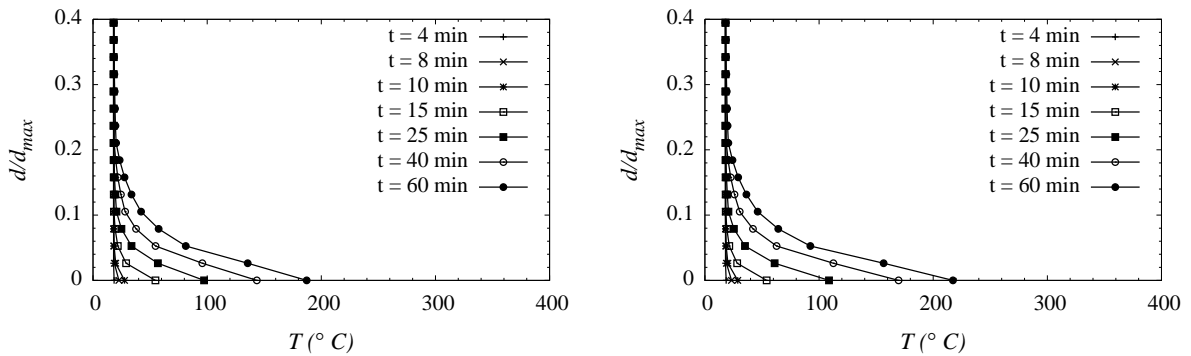 0.4
0.3
0.2
0.1
0
d/d_max
0 100 200 300 400
T (° C)
t = 4 min
t = 8 min
t = 10 min
t = 15 min
t = 25 min
t = 40 min
t = 60 min
0.4
0.3
0.2
0.1
0
d/d_max
0 100 200 300 400
T (° C)
t = 4 min
t = 8 min
t = 10 min
t = 15 min
t = 25 min
t = 40 min
t = 60 min